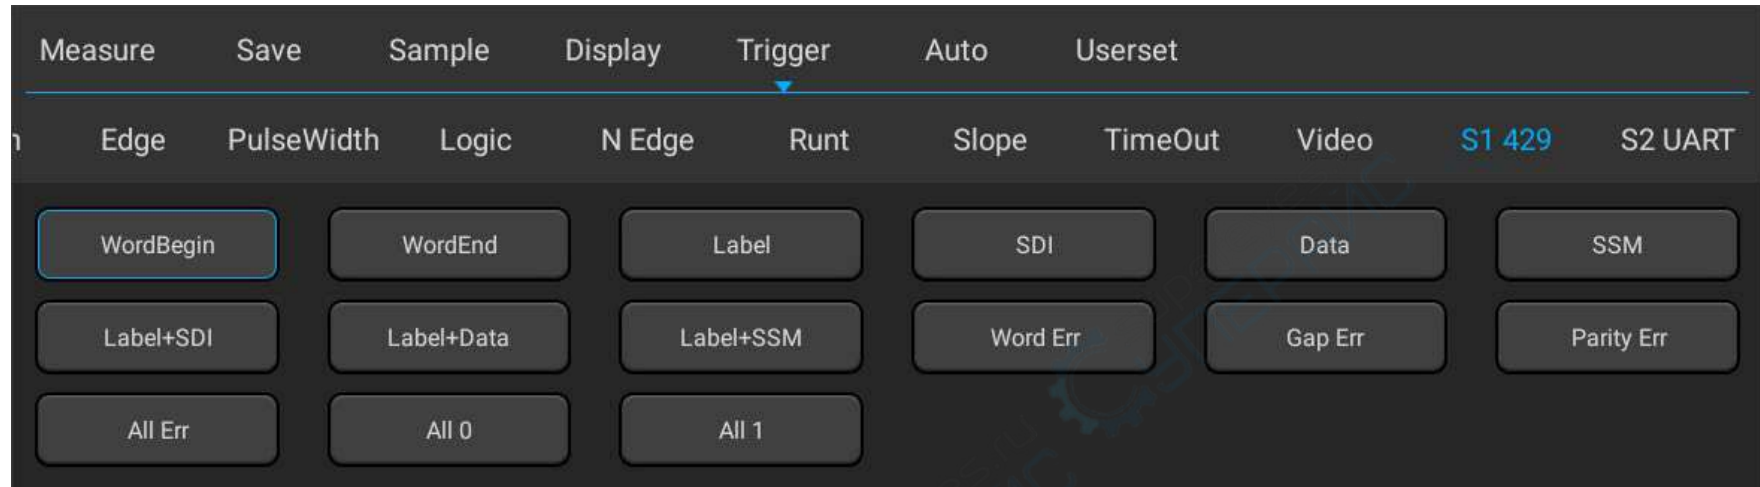 Measure Save Sample Display Trigger Auto Userset
Edge PulseWidth Logic N Edge Runt Slope TimeOut Video S1 429 S2 UART
WordBegin WordEnd Label SDI Data SSM
Label+SDI Label+Data Label+SSM Word Err Gap Err Parity Err
All Err All 0 All 1